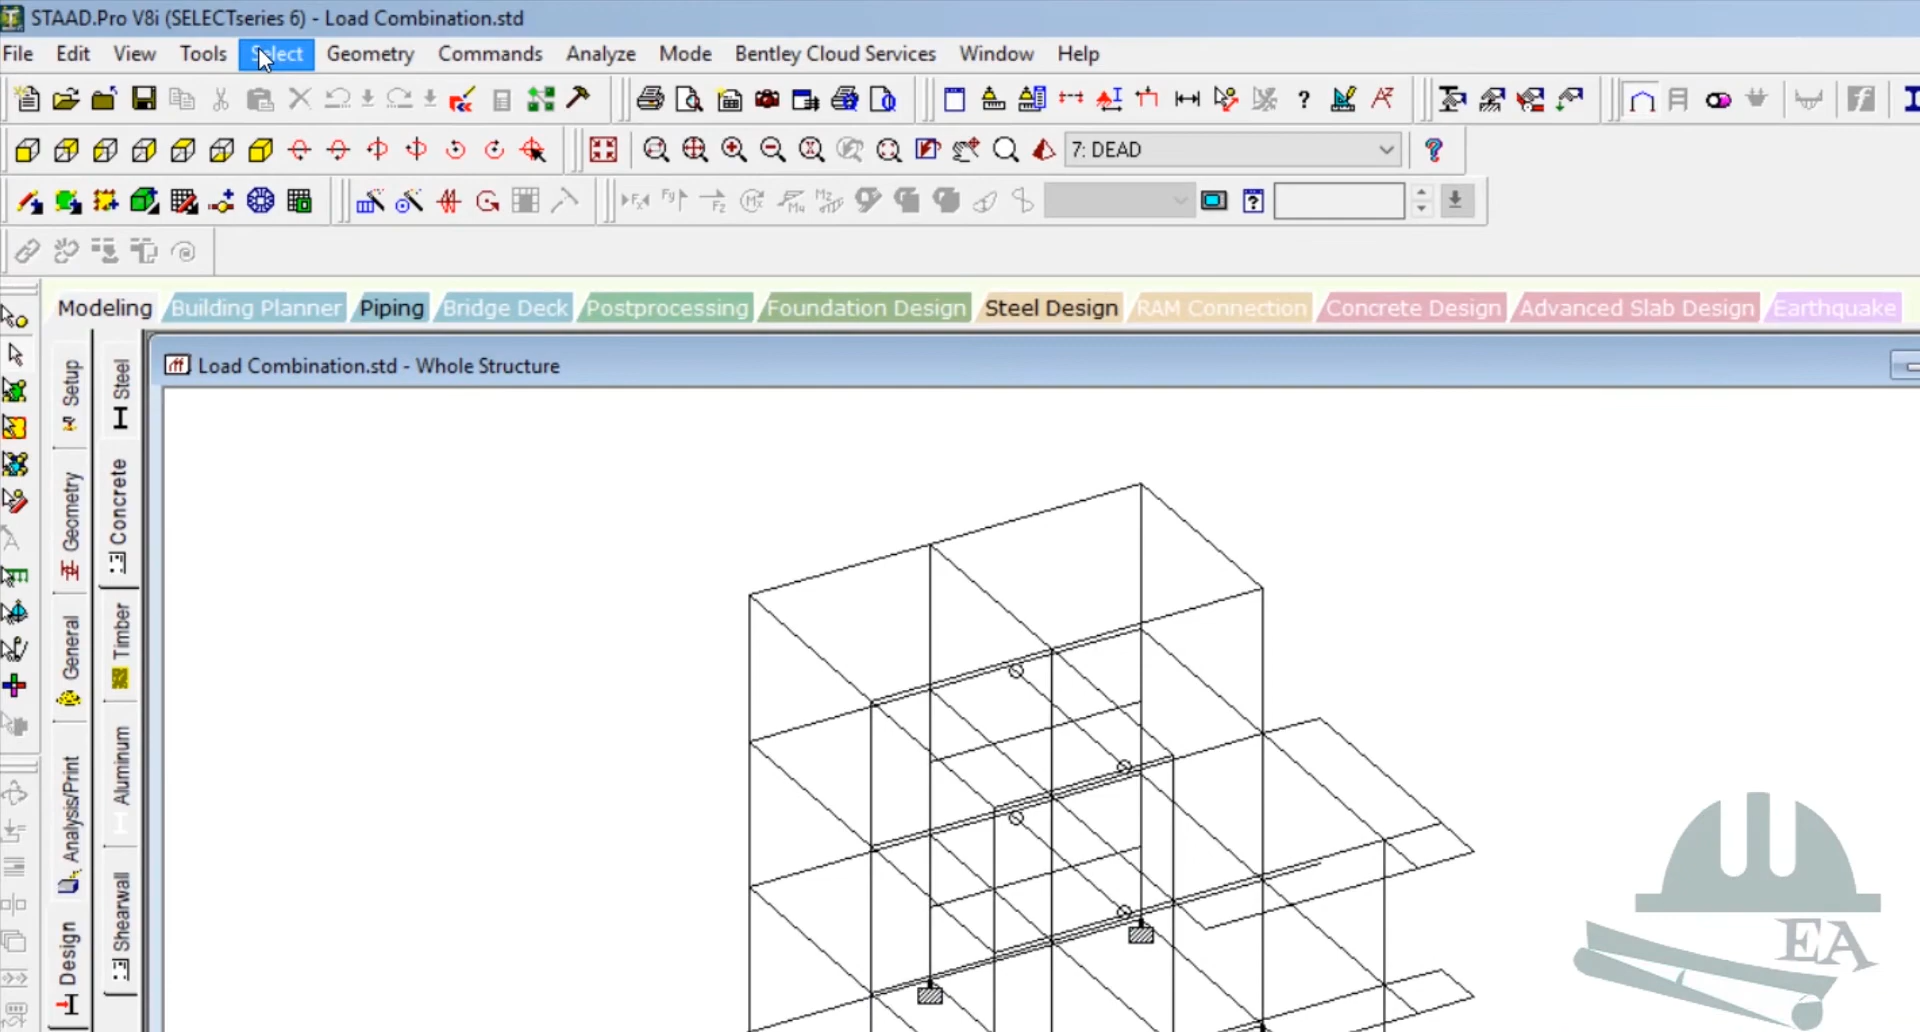 STAAD.Pro V8i (SELECTseries 6) - Load Combination.std
File Edit View Tools Select Geometry Commands Analyze Mode Bentley Cloud Services Window Help
7: DEAD
Modeling Building Planner Piping Bridge Deck Postprocessing Foundation Design Steel Design RAM Connection Concrete Design Advanced Slab Design Earthquake
Load Combination.std - Whole Structure
Setup
Geometry
General
Analysis/Print
Design
Steel
Concrete
Timber
Aluminum
Shearwall
EA